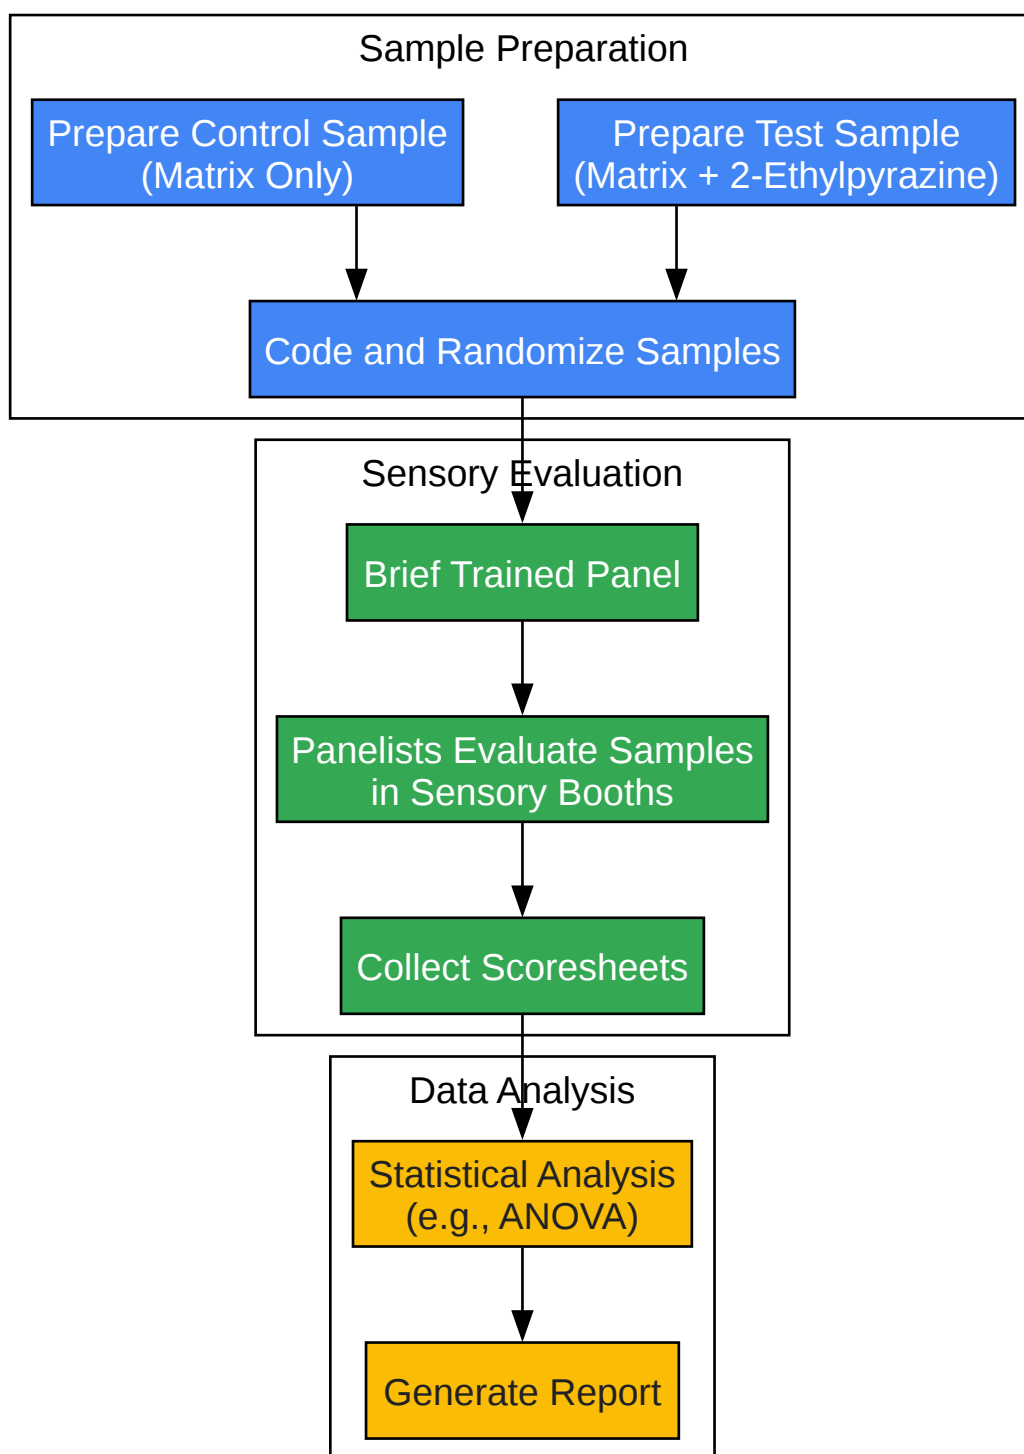 Sample Preparation
Prepare Control Sample
(Matrix Only)
Prepare Test Sample
(Matrix + 2-Ethylpyrazine)
Code and Randomize Samples
Sensory Evaluation
Brief Trained Panel
Panelists Evaluate Samples
in Sensory Booths
Collect Scoresheets
Data Analysis
Statistical Analysis
(e.g., ANOVA)
Generate Report